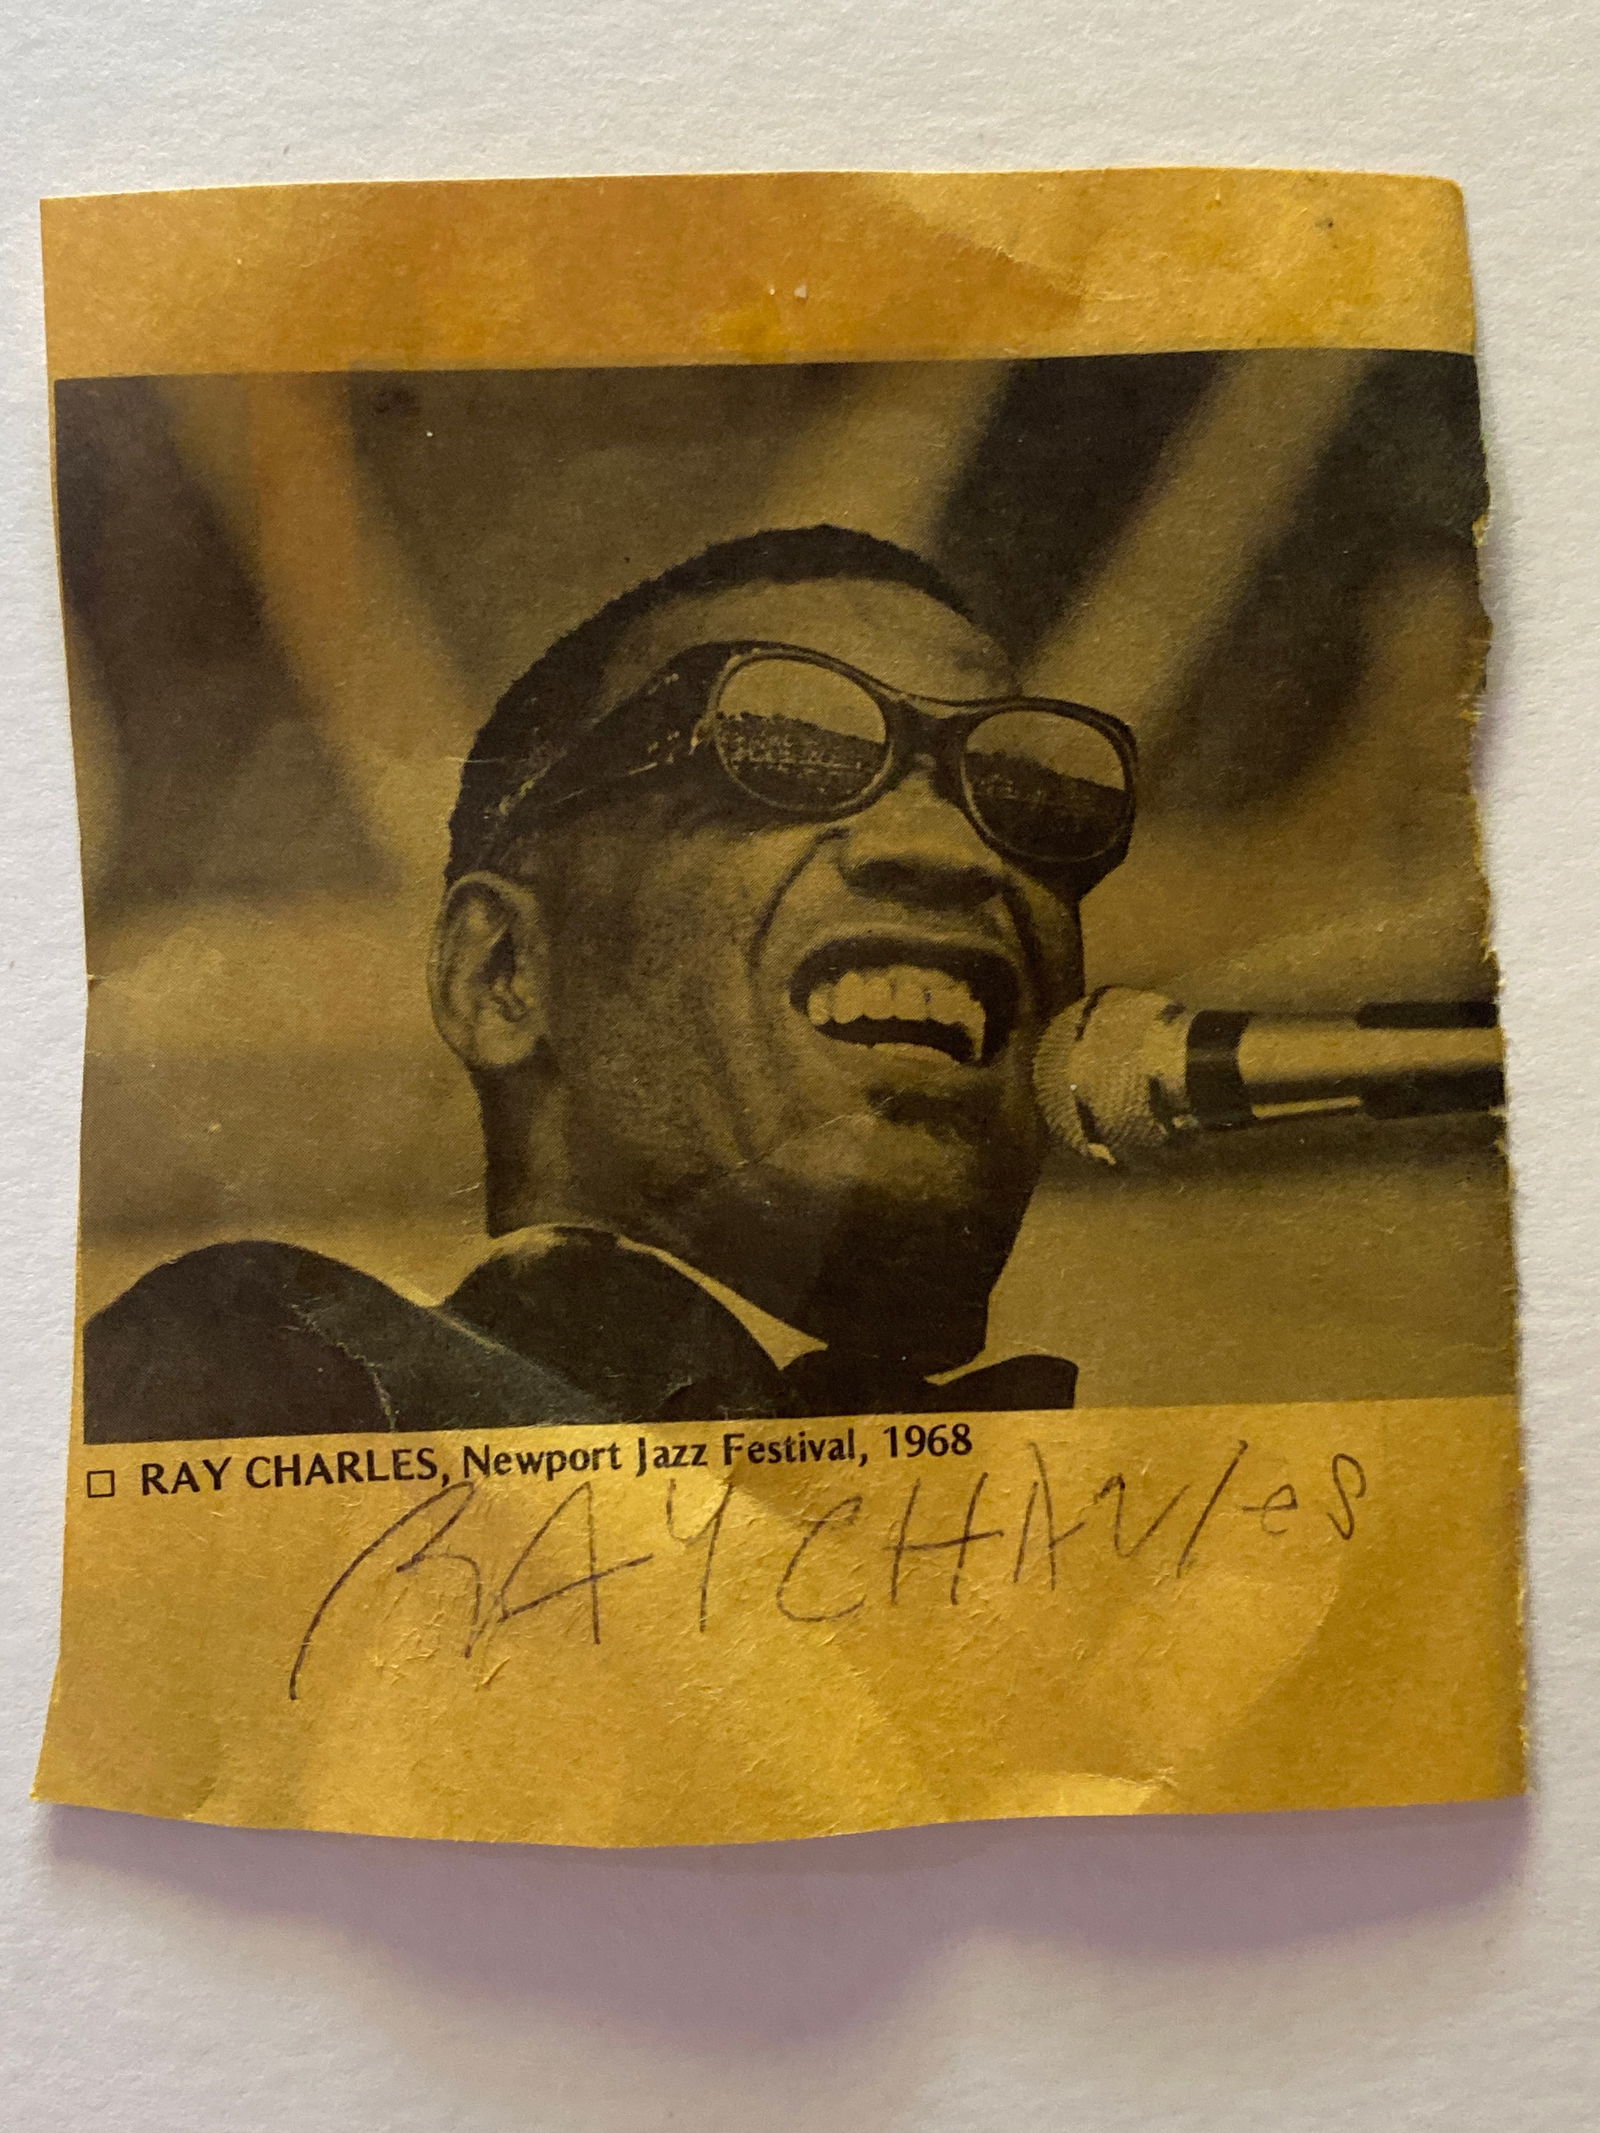 ☐ RAY CHARLES, Newport Jazz Festival, 1968
RAY CHArles